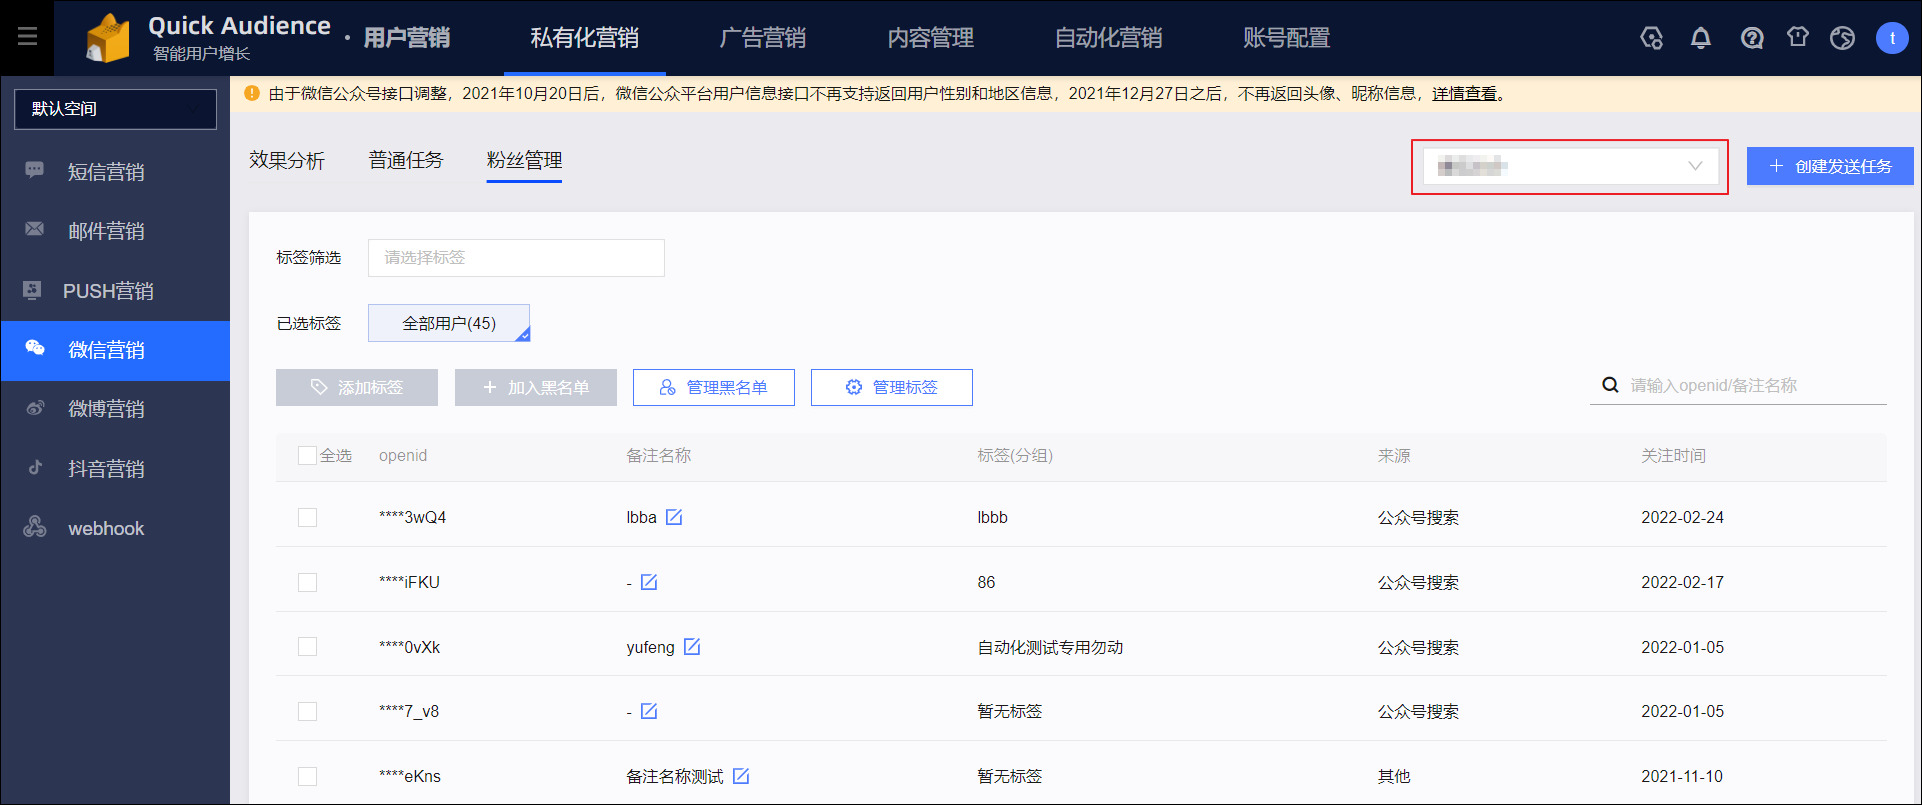 Quick Audience
智能用户增长
· 用户营销
私有化营销
广告营销
内容管理
自动化营销
账号配置
t
默认空间
由于微信公众号接口调整，2021年10月20日后，微信公众平台用户信息接口不再支持返回用户性别和地区信息，2021年12月27日之后，不再返回头像、昵称信息，详情查看。
短信营销
邮件营销
PUSH营销
微信营销
微博营销
抖音营销
webhook
效果分析
普通任务
粉丝管理
创建发送任务
标签筛选
请选择标签
已选标签
全部用户(45)
添加标签
加入黑名单
管理黑名单
管理标签
请输入openid/备注名称
全选 openid 备注名称 标签(分组) 来源 关注时间
****3wQ4 lbba lbbb 公众号搜索 2022-02-24
****iFKU - 86 公众号搜索 2022-02-17
****0vXk yufeng 自动化测试专用勿动 公众号搜索 2022-01-05
****7_v8 - 暂无标签 公众号搜索 2022-01-05
****eKns 备注名称测试 暂无标签 其他 2021-11-10